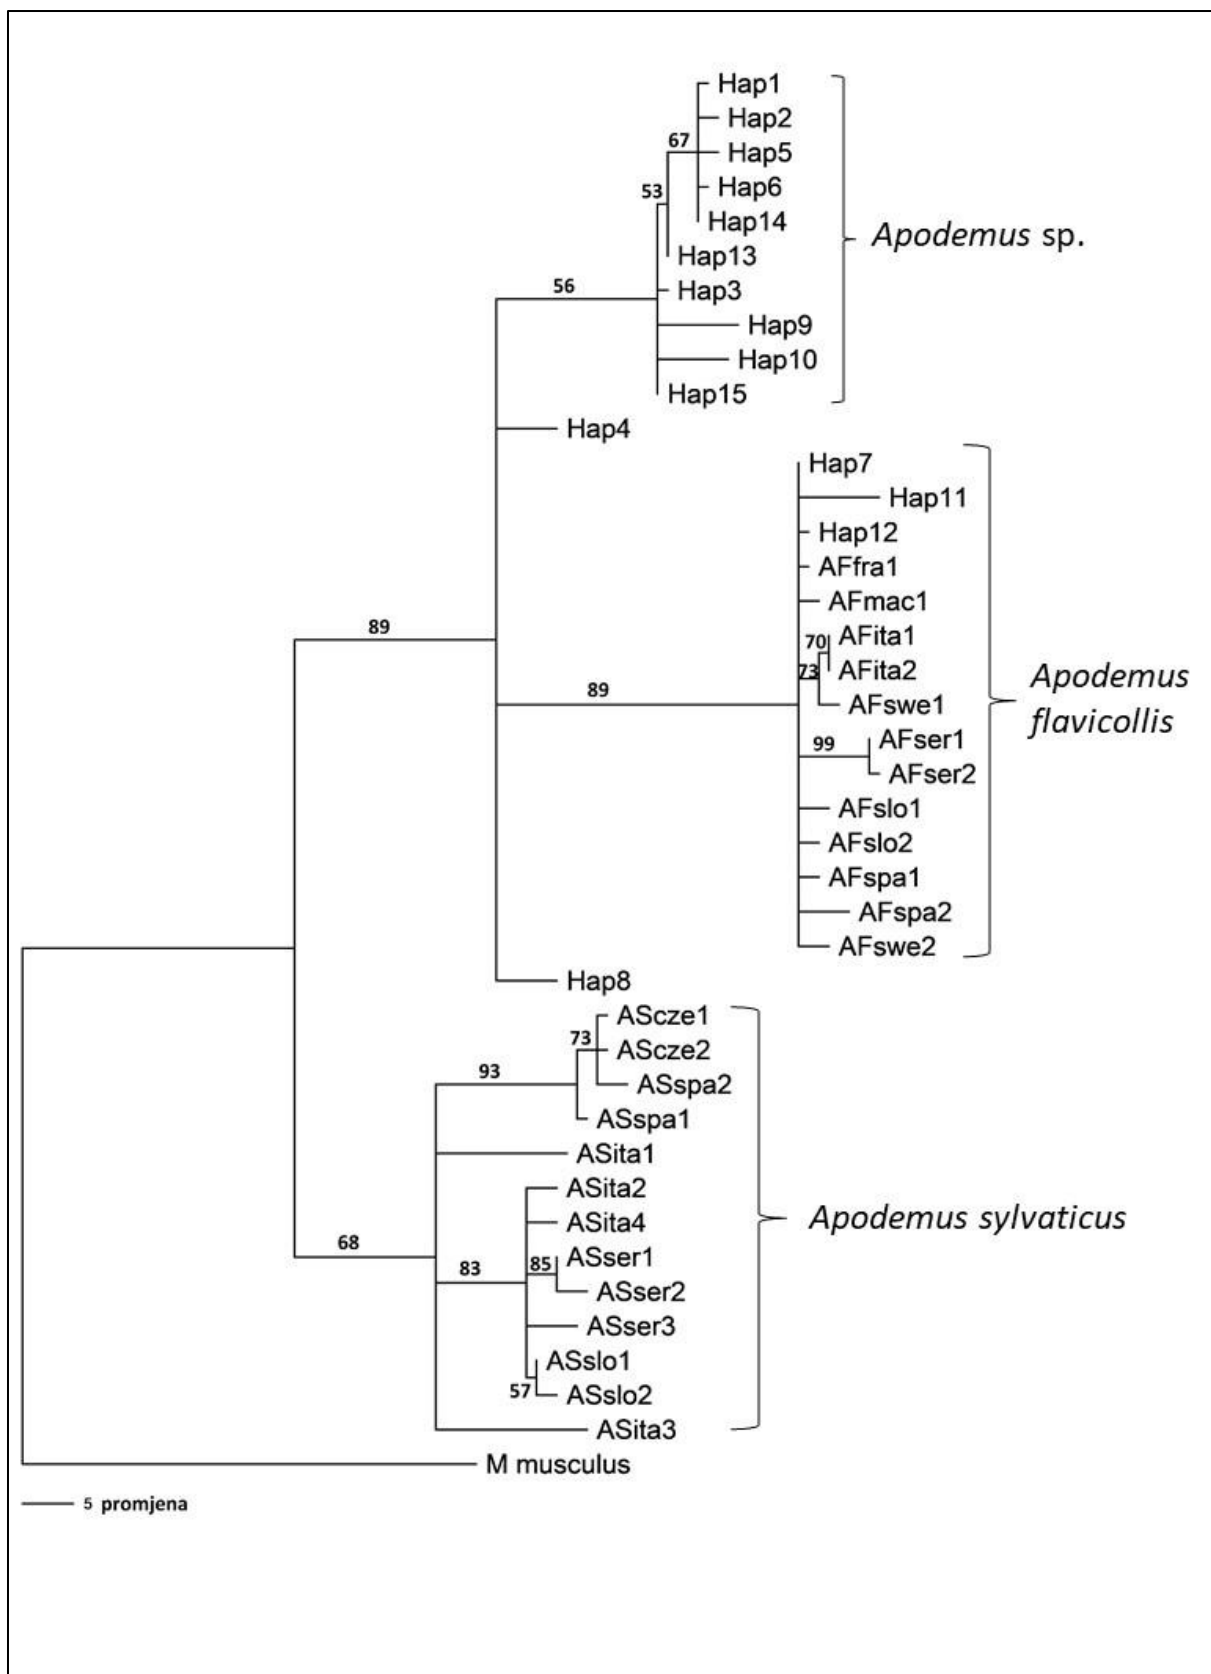 Hap1
Hap2
67
Hap5
53
Hap6
Hap14
Apodemus sp.
Hap13
56
Hap3
Hap9
Hap10
Hap15
Hap4
Hap7
Hap11
Hap12
AFfra1
AFmac1
89
70
AFita1
73
AFita2
Apodemus
flavicollis
89
AFswe1
99
AFser1
AFser2
AFslo1
AFslo2
AFspa1
AFspa2
AFswe2
Hap8
AScze1
73
AScze2
93
ASspa2
ASspa1
ASita1
ASita2
Apodemus sylvaticus
ASita4
68
83
85
ASser1
ASser2
ASser3
ASslo1
57
ASslo2
ASita3
M musculus
5 promjena